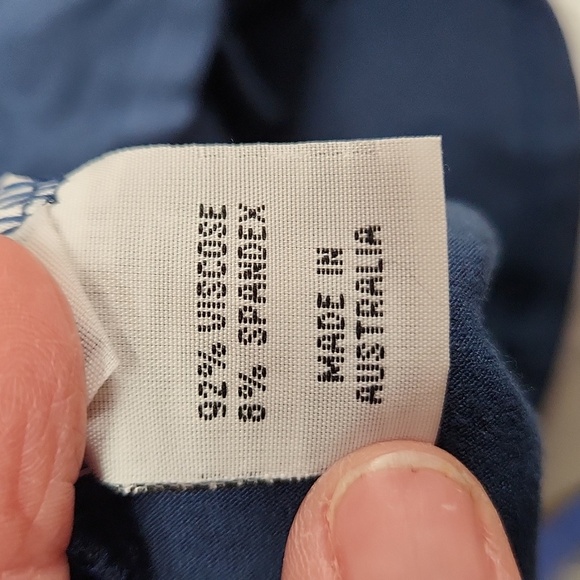 92% VISCOSE
8% SPANDEX
MADE IN
AUSTRALIA